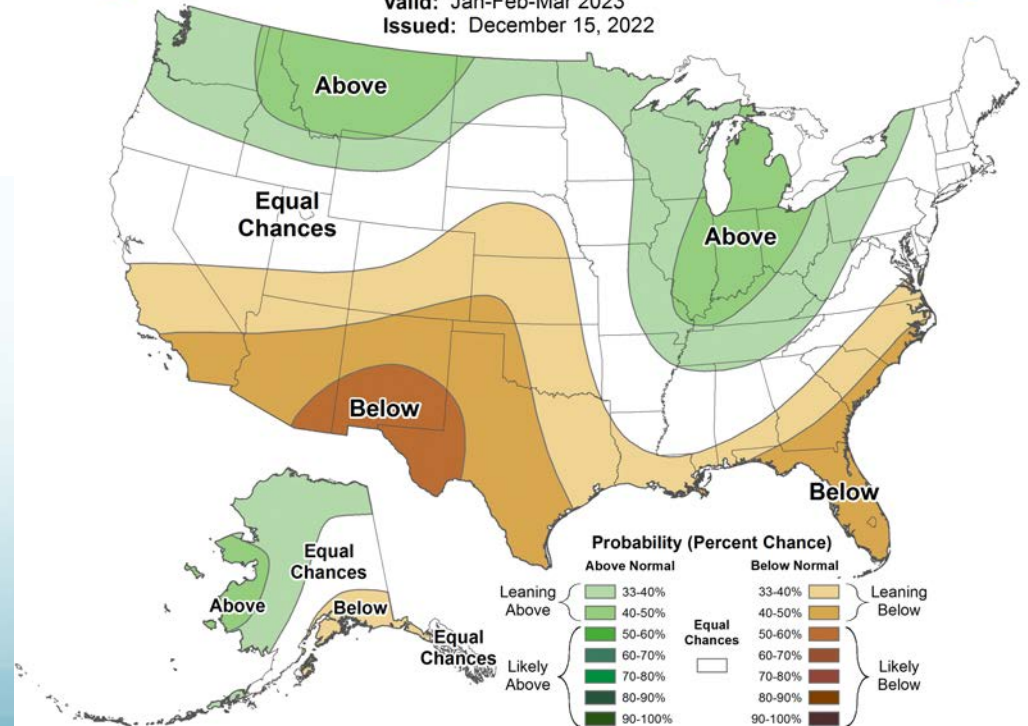 Valid: Jan-Feb-Mar 2023
Issued: December 15, 2022
Above
Equal
Chances
Above
Below
Below
Equal
Chances
Above
Below
Equal
Chances
Probability (Percent Chance)
Above Normal
Below Normal
Leaning
Above
33-40%
40-50%
50-60%
60-70%
70-80%
80-90%
90-100%
Likely
Above
Equal
Chances
33-40%
40-50%
50-60%
60-70%
70-80%
80-90%
90-100%
Leaning
Below
Likely
Below